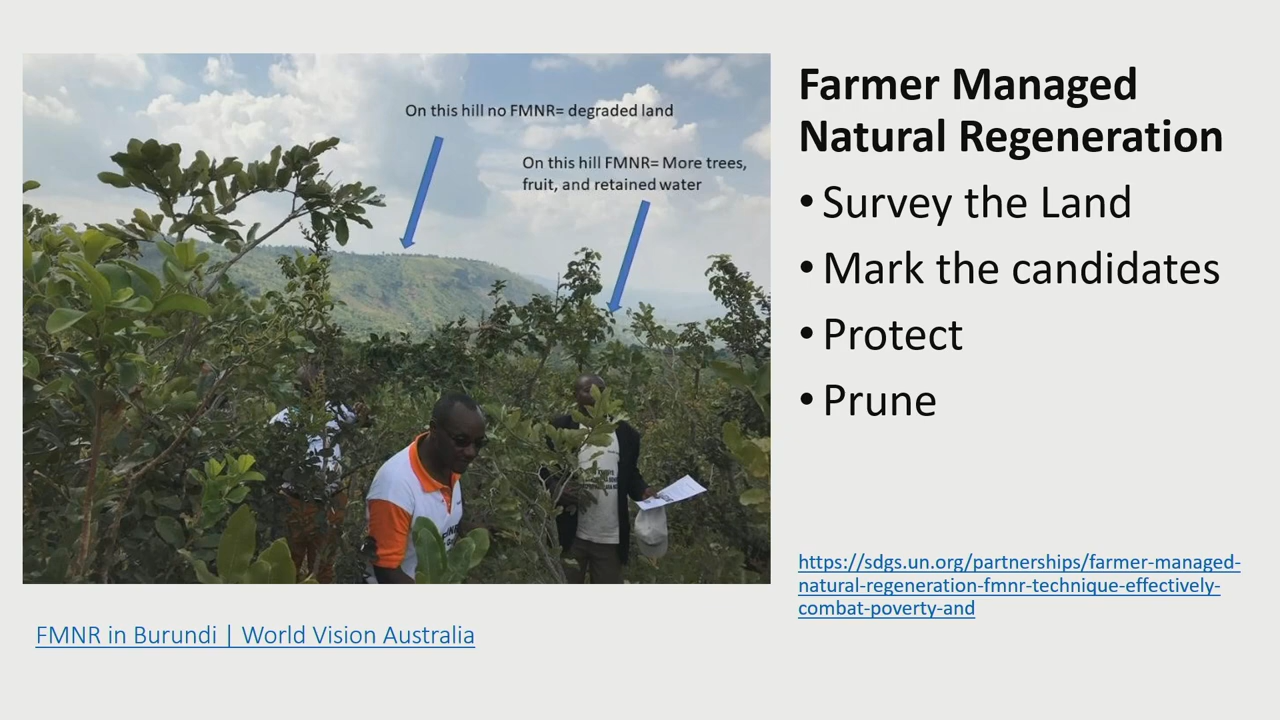 On this hill no FMNR= degraded land
On this hill FMNR= More trees,
fruit, and retained water
FMNR in Burundi | World Vision Australia
Farmer Managed
Natural Regeneration
• Survey the Land
• Mark the candidates
• Protect
• Prune
https://sdgs.un.org/partnerships/farmer-managed-
natural-regeneration-fmnr-technique-effectively-
combat-poverty-and